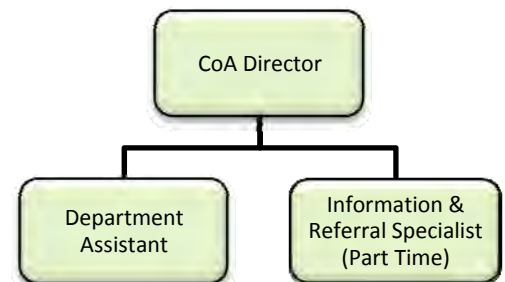 CoA Director
Department
Assistant
Information &
Referral Specialist
(Part Time)